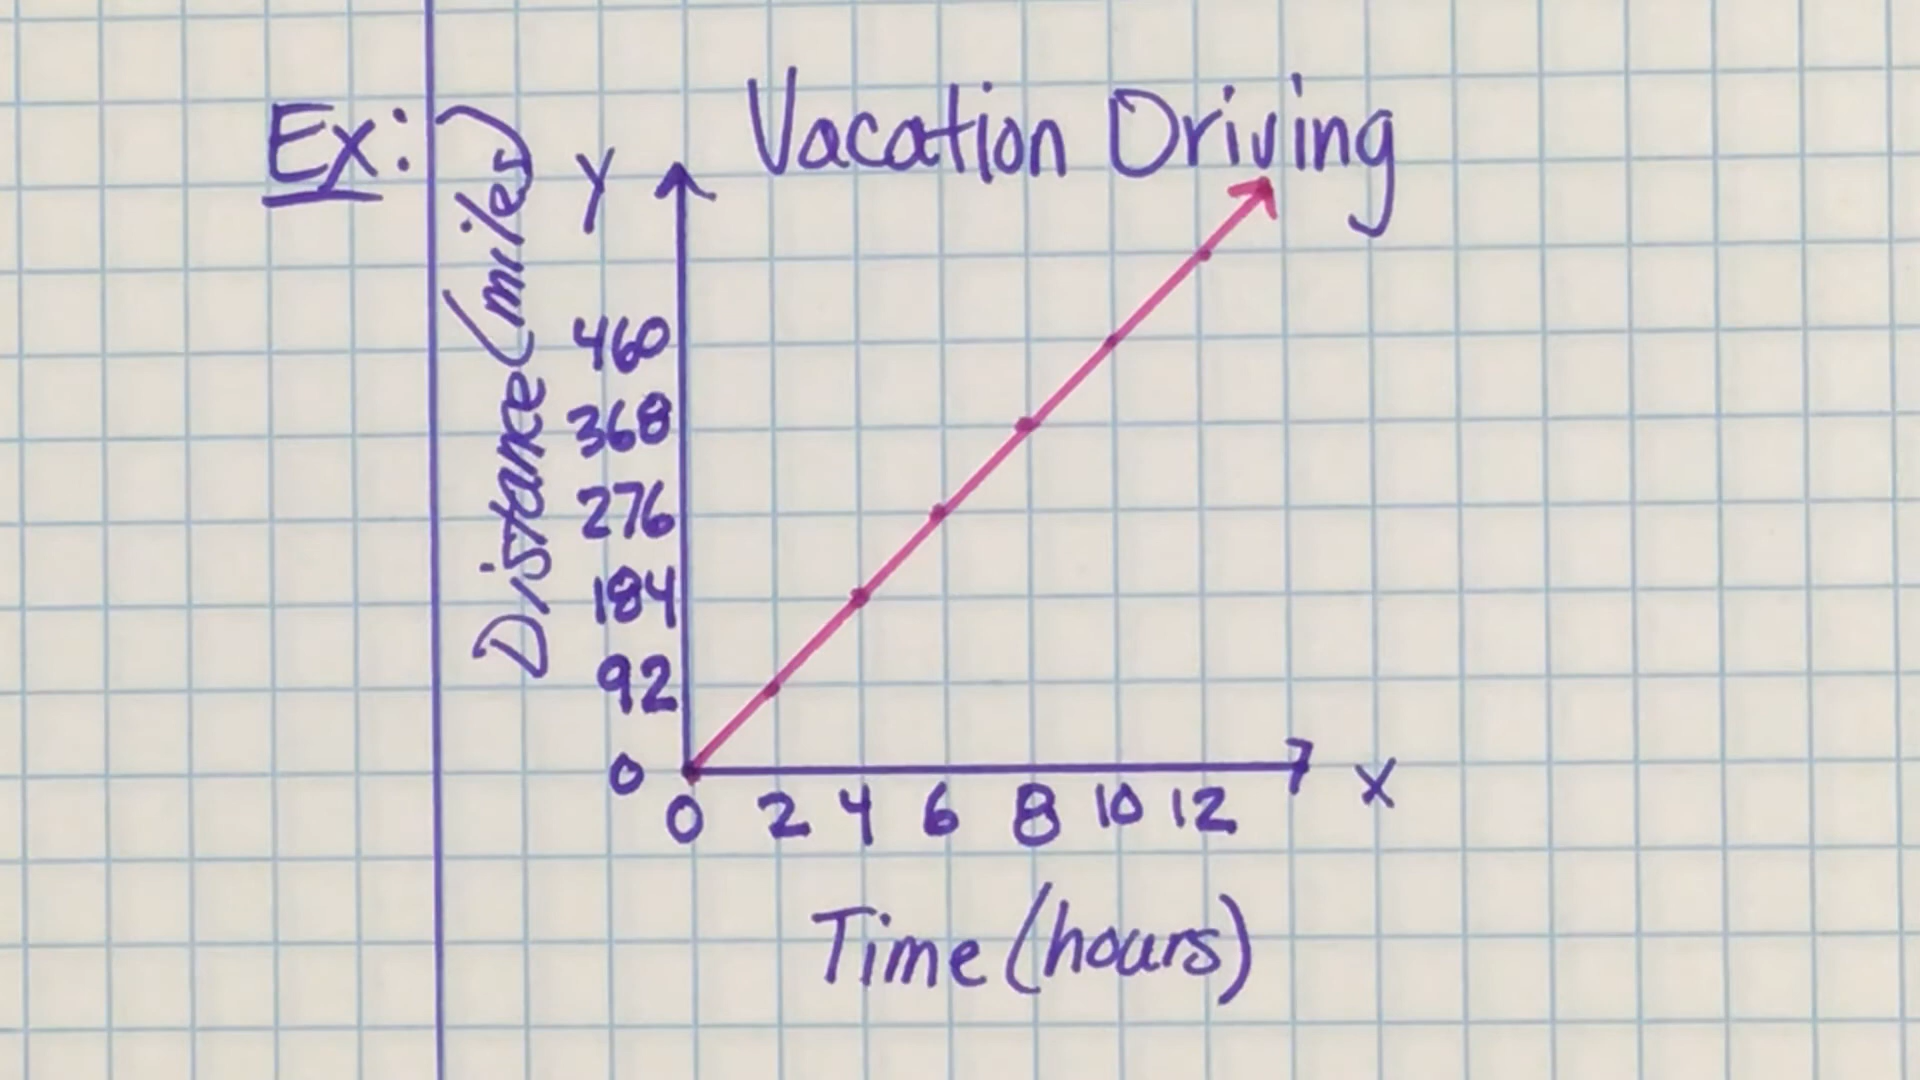 Ex:
Vacation Driving
Y
Distance (miles)
460
368
276
184
92
0
0 2 4 6 8 10 12
X
Time (hours)